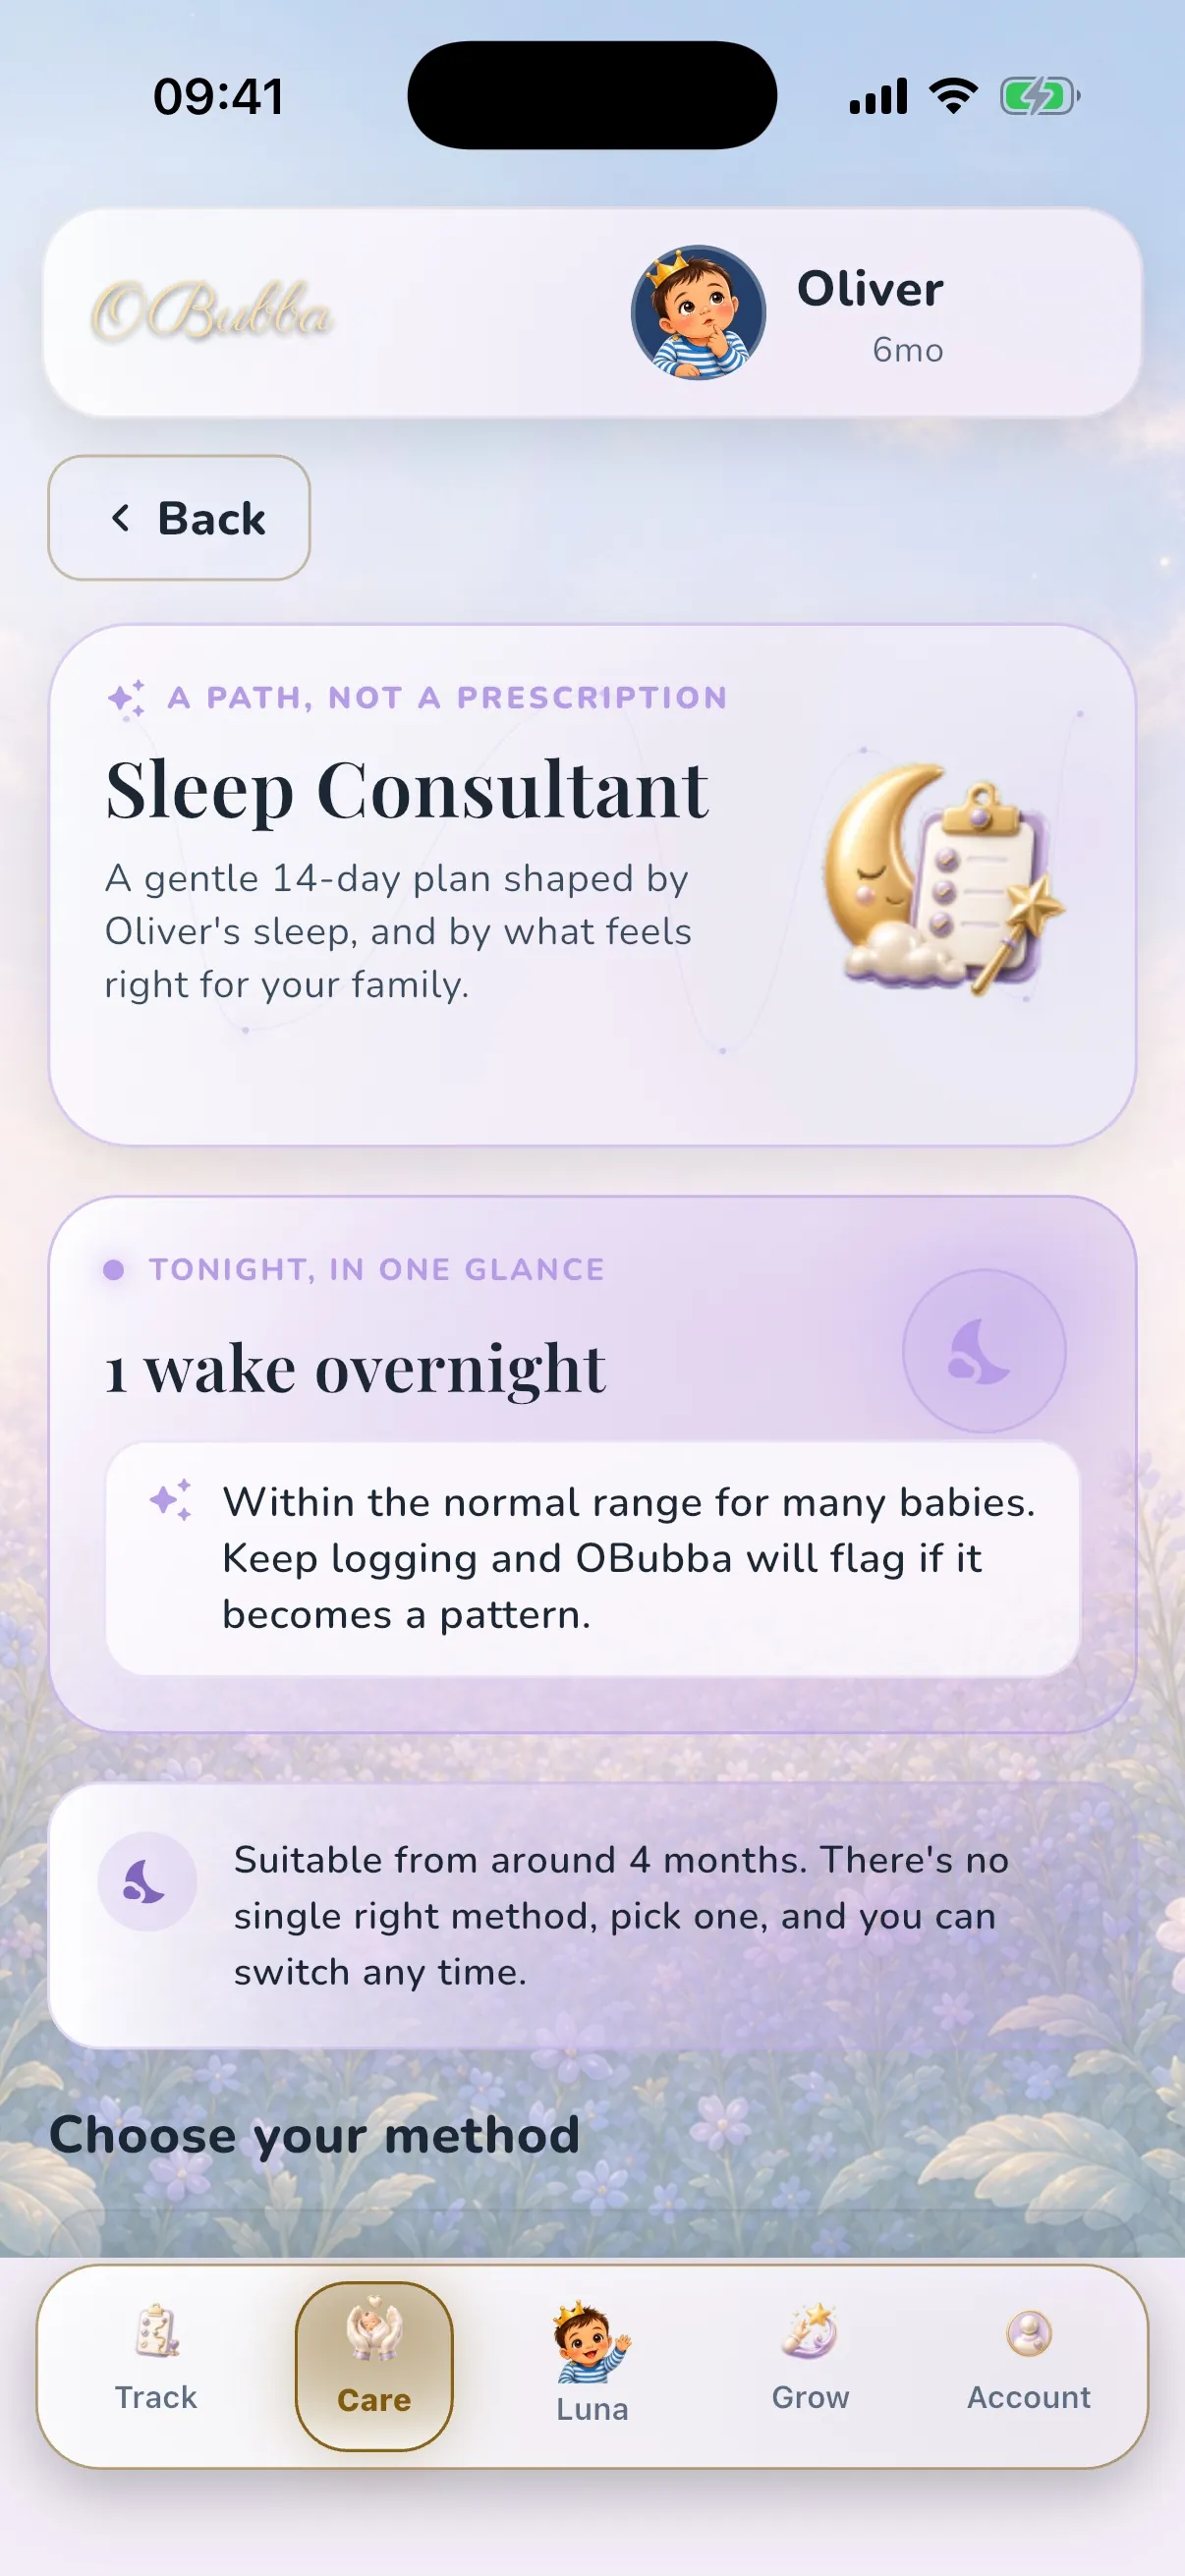 09:41
OBubba
Oliver
6mo
Back
A PATH, NOT A PRESCRIPTION
Sleep Consultant
A gentle 14-day plan shaped by
Oliver's sleep, and by what feels
right for your family.
TONIGHT, IN ONE GLANCE
1 wake overnight
Within the normal range for many babies.
Keep logging and OBubba will flag if it
becomes a pattern.
Suitable from around 4 months. There's no
single right method, pick one, and you can
switch any time.
Choose your method
Track
Care
Luna
Grow
Account